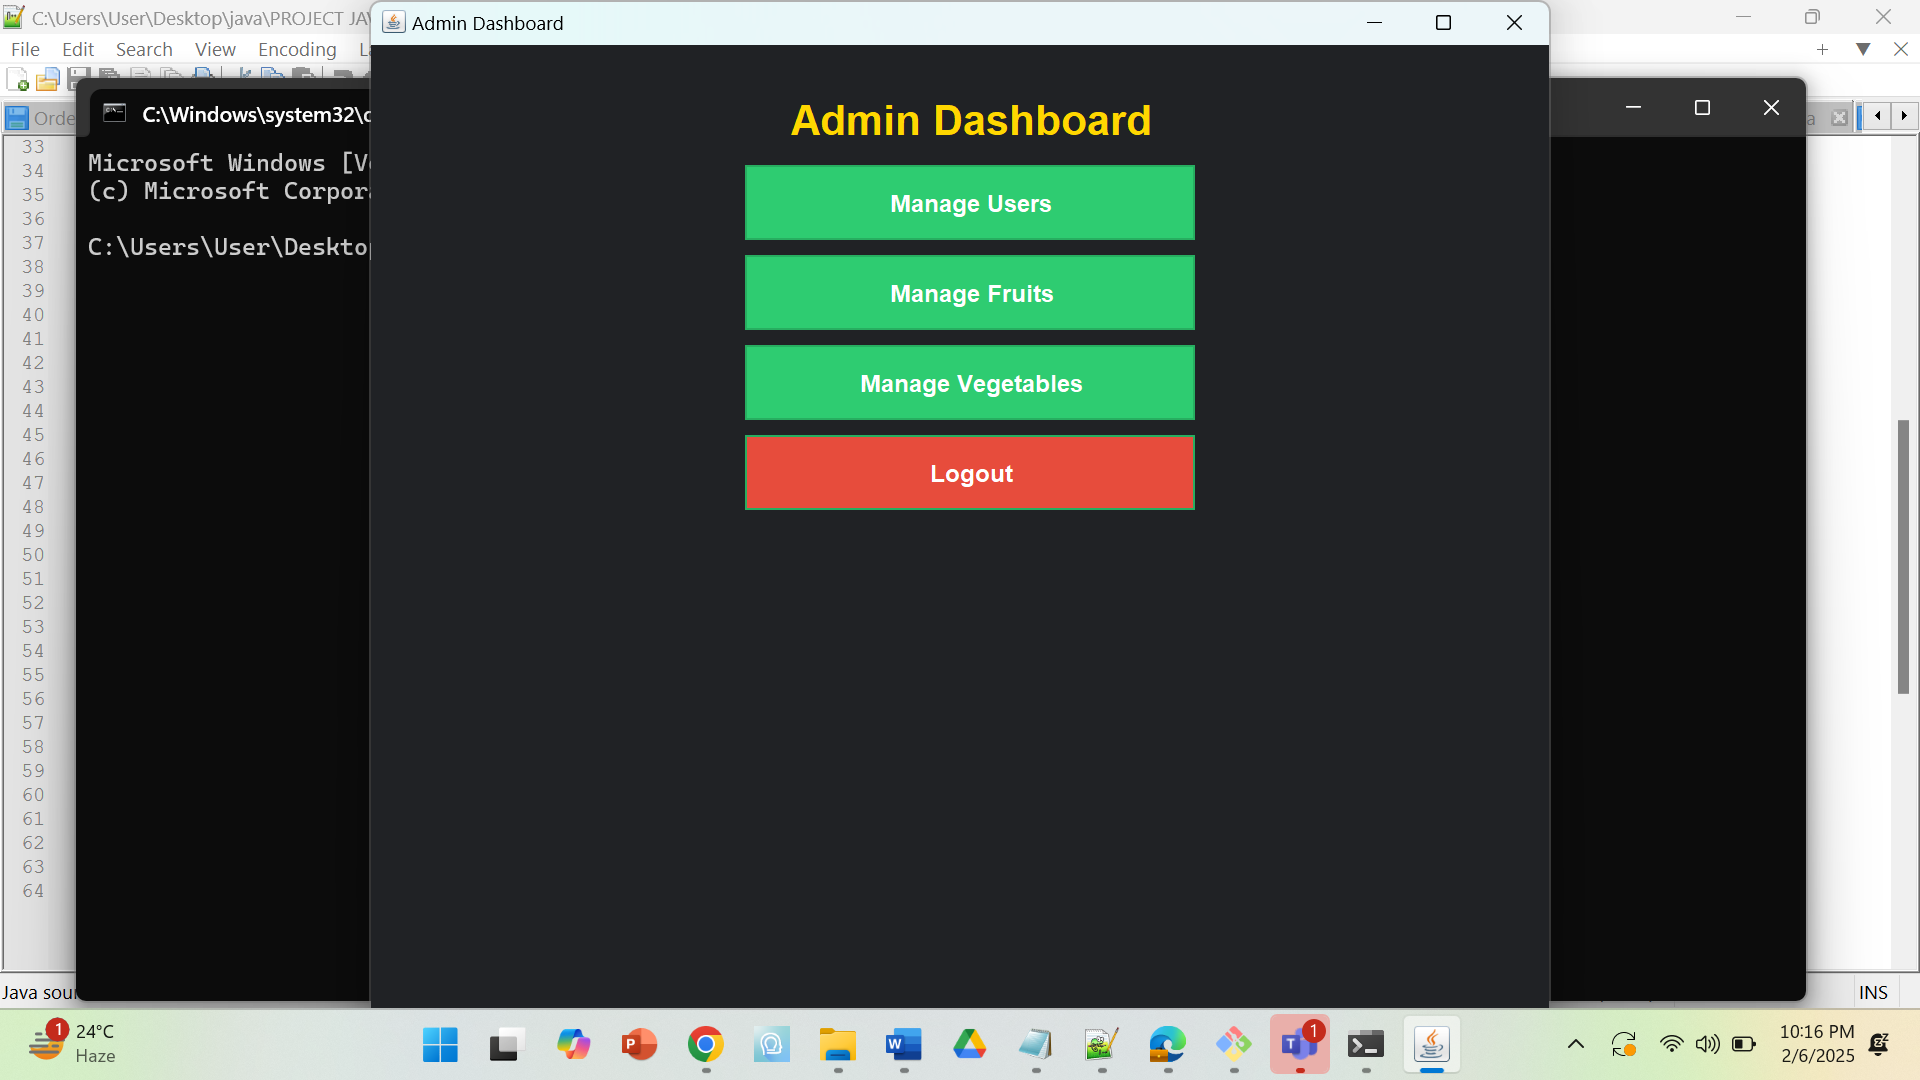 C:\Users\User\Desktop\java\PROJECT JA
Admin Dashboard
File Edit Search View Encoding
Orde
C:\Windows\system32\c
Microsoft Windows [V
(c) Microsoft Corpor
C:\Users\User\Deskto
Admin Dashboard
Manage Users
Manage Fruits
Manage Vegetables
Logout
33
34
35
36
37
38
39
40
41
42
43
44
45
46
47
48
49
50
51
52
53
54
55
56
57
58
59
60
61
62
63
64
Java sou
INS
1
24°C
Haze
1
10:16 PM
2/6/2025